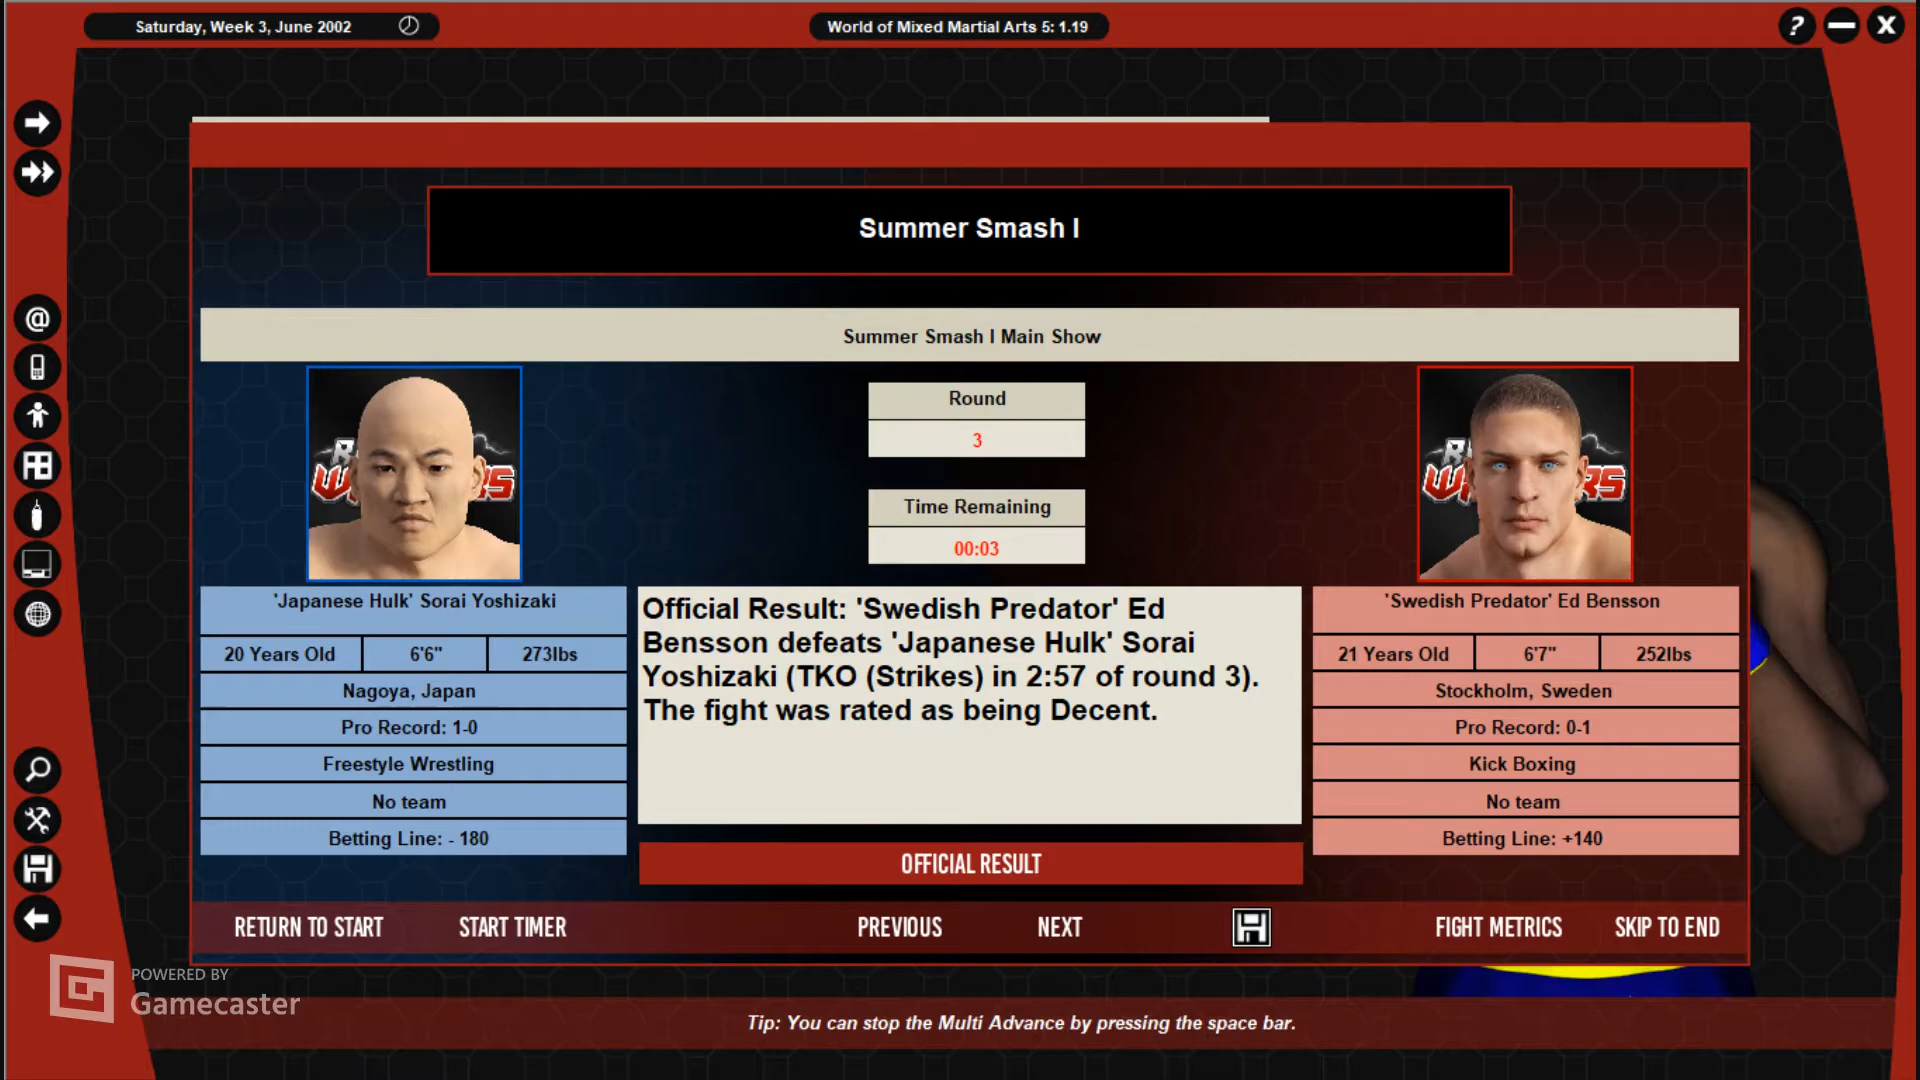 Saturday, Week 3, June 2002
World of Mixed Martial Arts 5: 1.19
?
X
@
Summer Smash I
Summer Smash I Main Show
Round
3
Time Remaining
00:03
'Japanese Hulk' Sorai Yoshizaki
20 Years Old 6'6" 273lbs
Nagoya, Japan
Pro Record: 1-0
Freestyle Wrestling
No team
Betting Line: - 180
Official Result: 'Swedish Predator' Ed
Bensson defeats 'Japanese Hulk' Sorai
Yoshizaki (TKO (Strikes) in 2:57 of round 3).
The fight was rated as being Decent.
OFFICIAL RESULT
'Swedish Predator' Ed Bensson
21 Years Old 6'7" 252lbs
Stockholm, Sweden
Pro Record: 0-1
Kick Boxing
No team
Betting Line: +140
RETURN TO START START TIMER PREVIOUS NEXT FIGHT METRICS SKIP TO END
POWERED BY
Gamecaster
Tip: You can stop the Multi Advance by pressing the space bar.